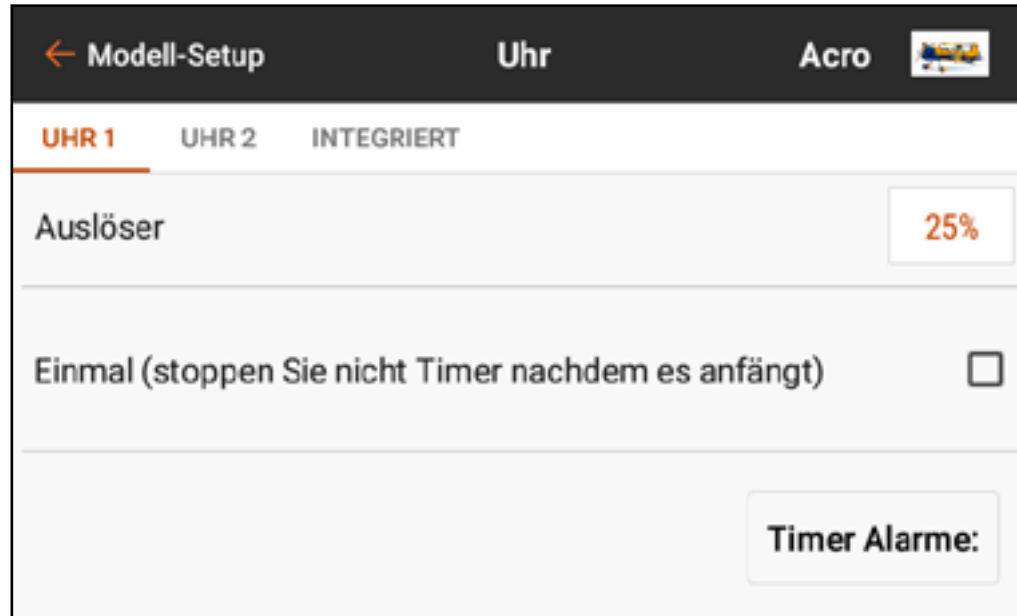 ← Modell-Setup Uhr Acro
UHR 1 UHR 2 INTEGRIERT
Auslöser 25%
Einmal (stoppen Sie nicht Timer nachdem es anfängt)
Timer Alarme: